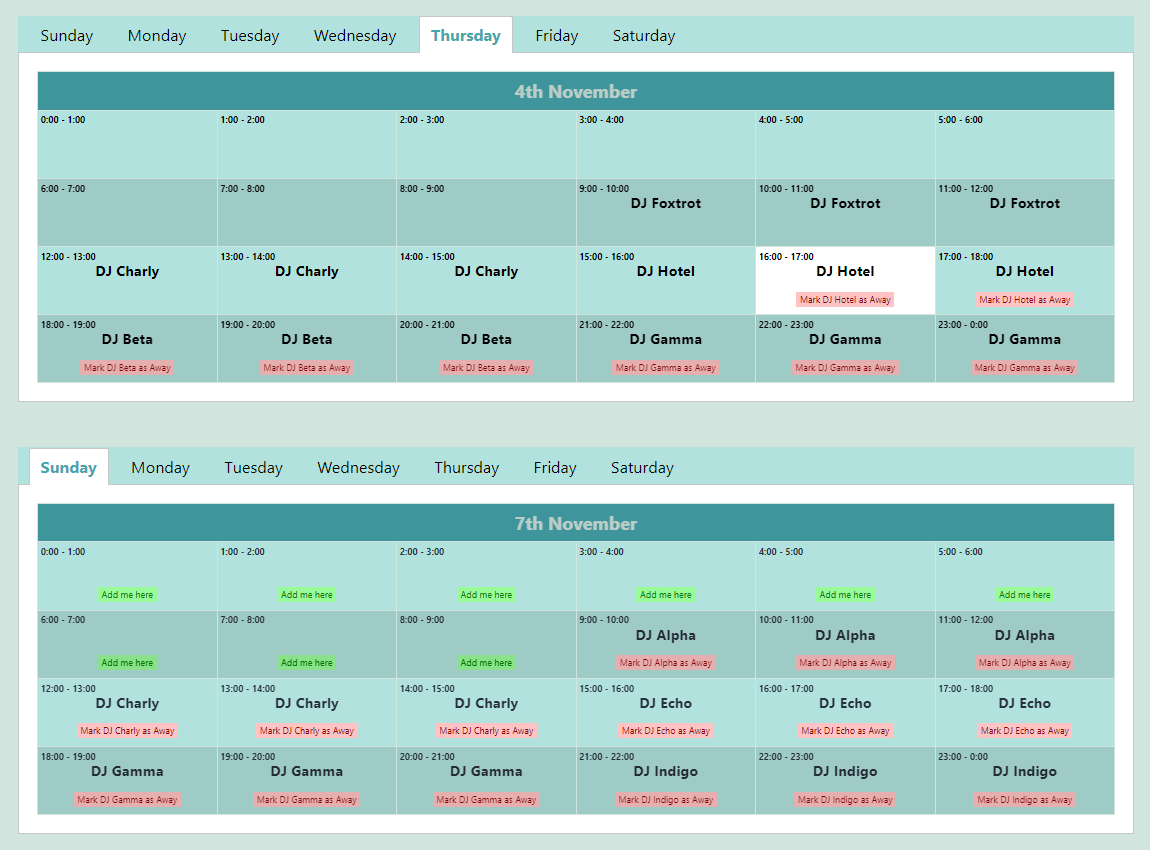 Sunday Monday Tuesday Wednesday Thursday Friday Saturday
4th November
0:00 - 1:00 1:00 - 2:00 2:00 - 3:00 3:00 - 4:00 4:00 - 5:00 5:00 - 6:00
6:00 - 7:00 7:00 - 8:00 8:00 - 9:00 9:00 - 10:00 10:00 - 11:00 11:00 - 12:00
DJ Foxtrot DJ Foxtrot DJ Foxtrot
12:00 - 13:00 13:00 - 14:00 14:00 - 15:00 15:00 - 16:00 16:00 - 17:00 17:00 - 18:00
DJ Charly DJ Charly DJ Charly DJ Hotel DJ Hotel DJ Hotel
Mark DJ Hotel as Away Mark DJ Hotel as Away
18:00 - 19:00 19:00 - 20:00 20:00 - 21:00 21:00 - 22:00 22:00 - 23:00 23:00 - 0:00
DJ Beta DJ Beta DJ Beta DJ Gamma DJ Gamma DJ Gamma
Mark DJ Beta as Away Mark DJ Beta as Away Mark DJ Beta as Away Mark DJ Gamma as Away Mark DJ Gamma as Away Mark DJ Gamma as Away
Sunday Monday Tuesday Wednesday Thursday Friday Saturday
7th November
0:00 - 1:00 1:00 - 2:00 2:00 - 3:00 3:00 - 4:00 4:00 - 5:00 5:00 - 6:00
Add me here Add me here Add me here Add me here Add me here Add me here
6:00 - 7:00 7:00 - 8:00 8:00 - 9:00 9:00 - 10:00 10:00 - 11:00 11:00 - 12:00
DJ Alpha DJ Alpha DJ Alpha
Add me here Add me here Add me here Mark DJ Alpha as Away Mark DJ Alpha as Away Mark DJ Alpha as Away
12:00 - 13:00 13:00 - 14:00 14:00 - 15:00 15:00 - 16:00 16:00 - 17:00 17:00 - 18:00
DJ Charly DJ Charly DJ Charly DJ Echo DJ Echo DJ Echo
Mark DJ Charly as Away Mark DJ Charly as Away Mark DJ Charly as Away Mark DJ Echo as Away Mark DJ Echo as Away Mark DJ Echo as Away
18:00 - 19:00 19:00 - 20:00 20:00 - 21:00 21:00 - 22:00 22:00 - 23:00 23:00 - 0:00
DJ Gamma DJ Gamma DJ Gamma DJ Indigo DJ Indigo DJ Indigo
Mark DJ Gamma as Away Mark DJ Gamma as Away Mark DJ Gamma as Away Mark DJ Indigo as Away Mark DJ Indigo as Away Mark DJ Indigo as Away